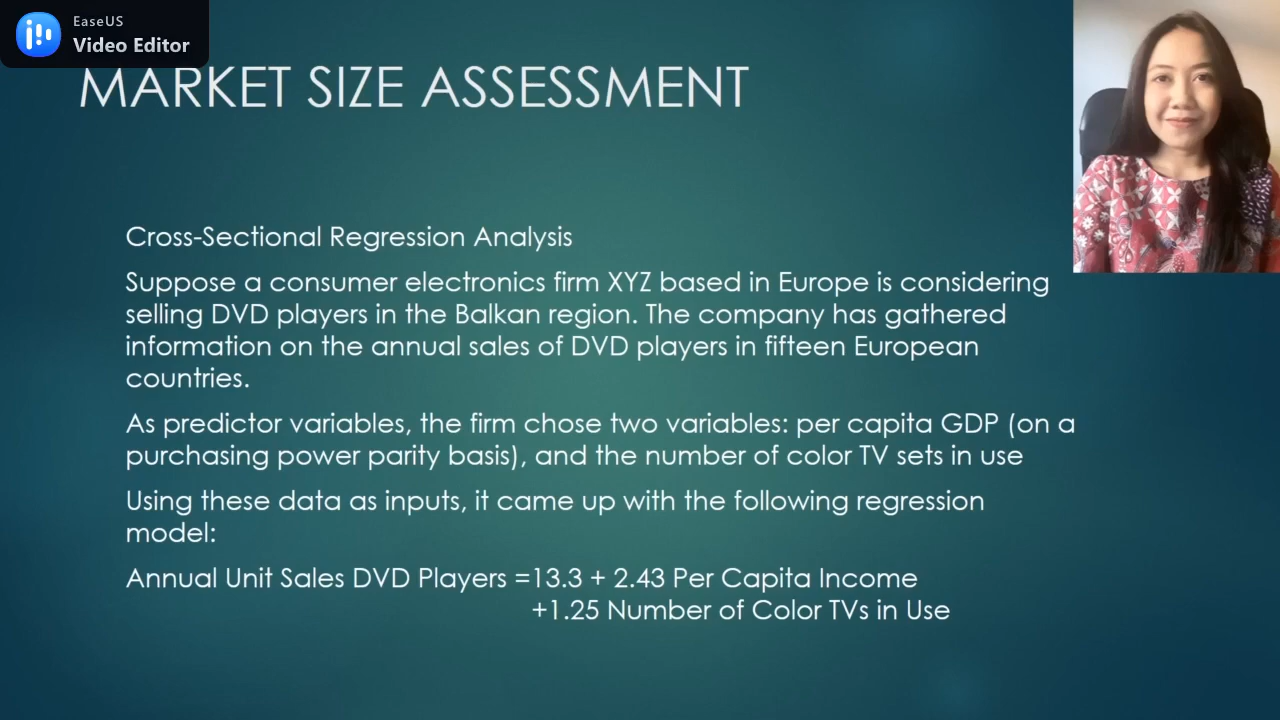 EaseUS
Video Editor
MARKET SIZE ASSESSMENT
Cross-Sectional Regression Analysis
Suppose a consumer electronics firm XYZ based in Europe is considering
selling DVD players in the Balkan region. The company has gathered
information on the annual sales of DVD players in fifteen European
countries.
As predictor variables, the firm chose two variables: per capita GDP (on a
purchasing power parity basis), and the number of color TV sets in use
Using these data as inputs, it came up with the following regression
model:
Annual Unit Sales DVD Players =13.3 + 2.43 Per Capita Income
+1.25 Number of Color TVs in Use